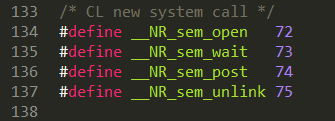 133 /* CL new system call */
134 #define __NR_sem_open 72
135 #define __NR_sem_wait 73
136 #define __NR_sem_post 74
137 #define __NR_sem_unlink 75
138